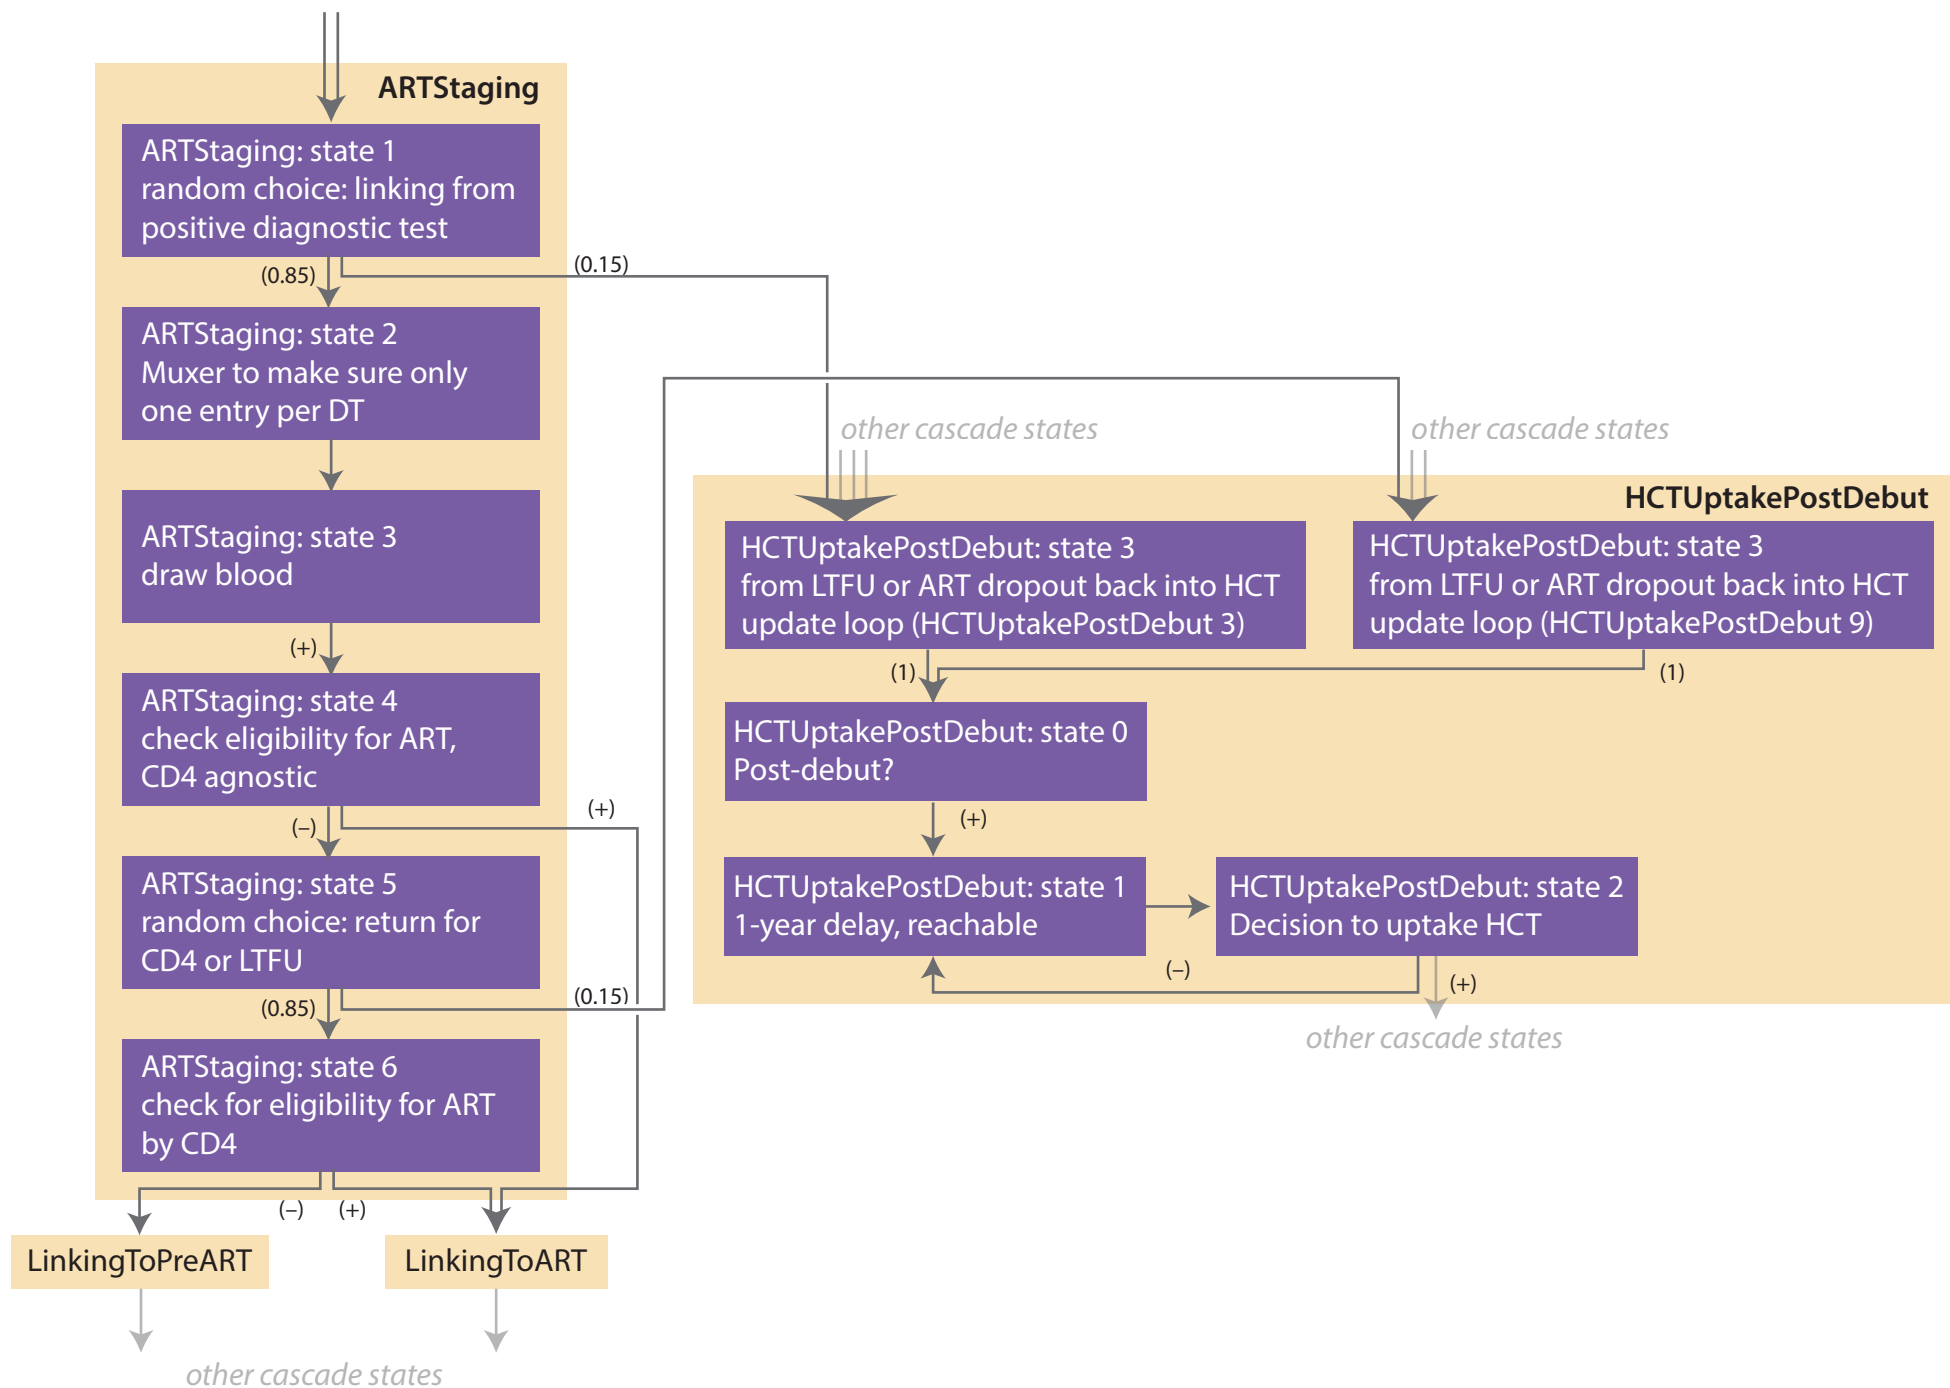 ARTStaging
ARTStaging: state 1
random choice: linking from
positive diagnostic test
(0.85)
(0.15)
ARTStaging: state 2
Muxer to make sure only
one entry per DT
ARTStaging: state 3
draw blood
(+)
ARTStaging: state 4
check eligibility for ART,
CD4 agnostic
(–)
(+)
ARTStaging: state 5
random choice: return for
CD4 or LTFU
(0.85)
(0.15)
ARTStaging: state 6
check for eligibility for ART
by CD4
(–)
(+)
LinkingToPreART
LinkingToART
other cascade states
other cascade states
other cascade states
HCTUptakePostDebut
HCTUptakePostDebut: state 3
from LTFU or ART dropout back into HCT
update loop (HCTUptakePostDebut 3)
HCTUptakePostDebut: state 3
from LTFU or ART dropout back into HCT
update loop (HCTUptakePostDebut 9)
(1)
(1)
HCTUptakePostDebut: state 0
Post-debut?
(+)
HCTUptakePostDebut: state 1
1-year delay, reachable
HCTUptakePostDebut: state 2
Decision to uptake HCT
(–)
(+)
other cascade states